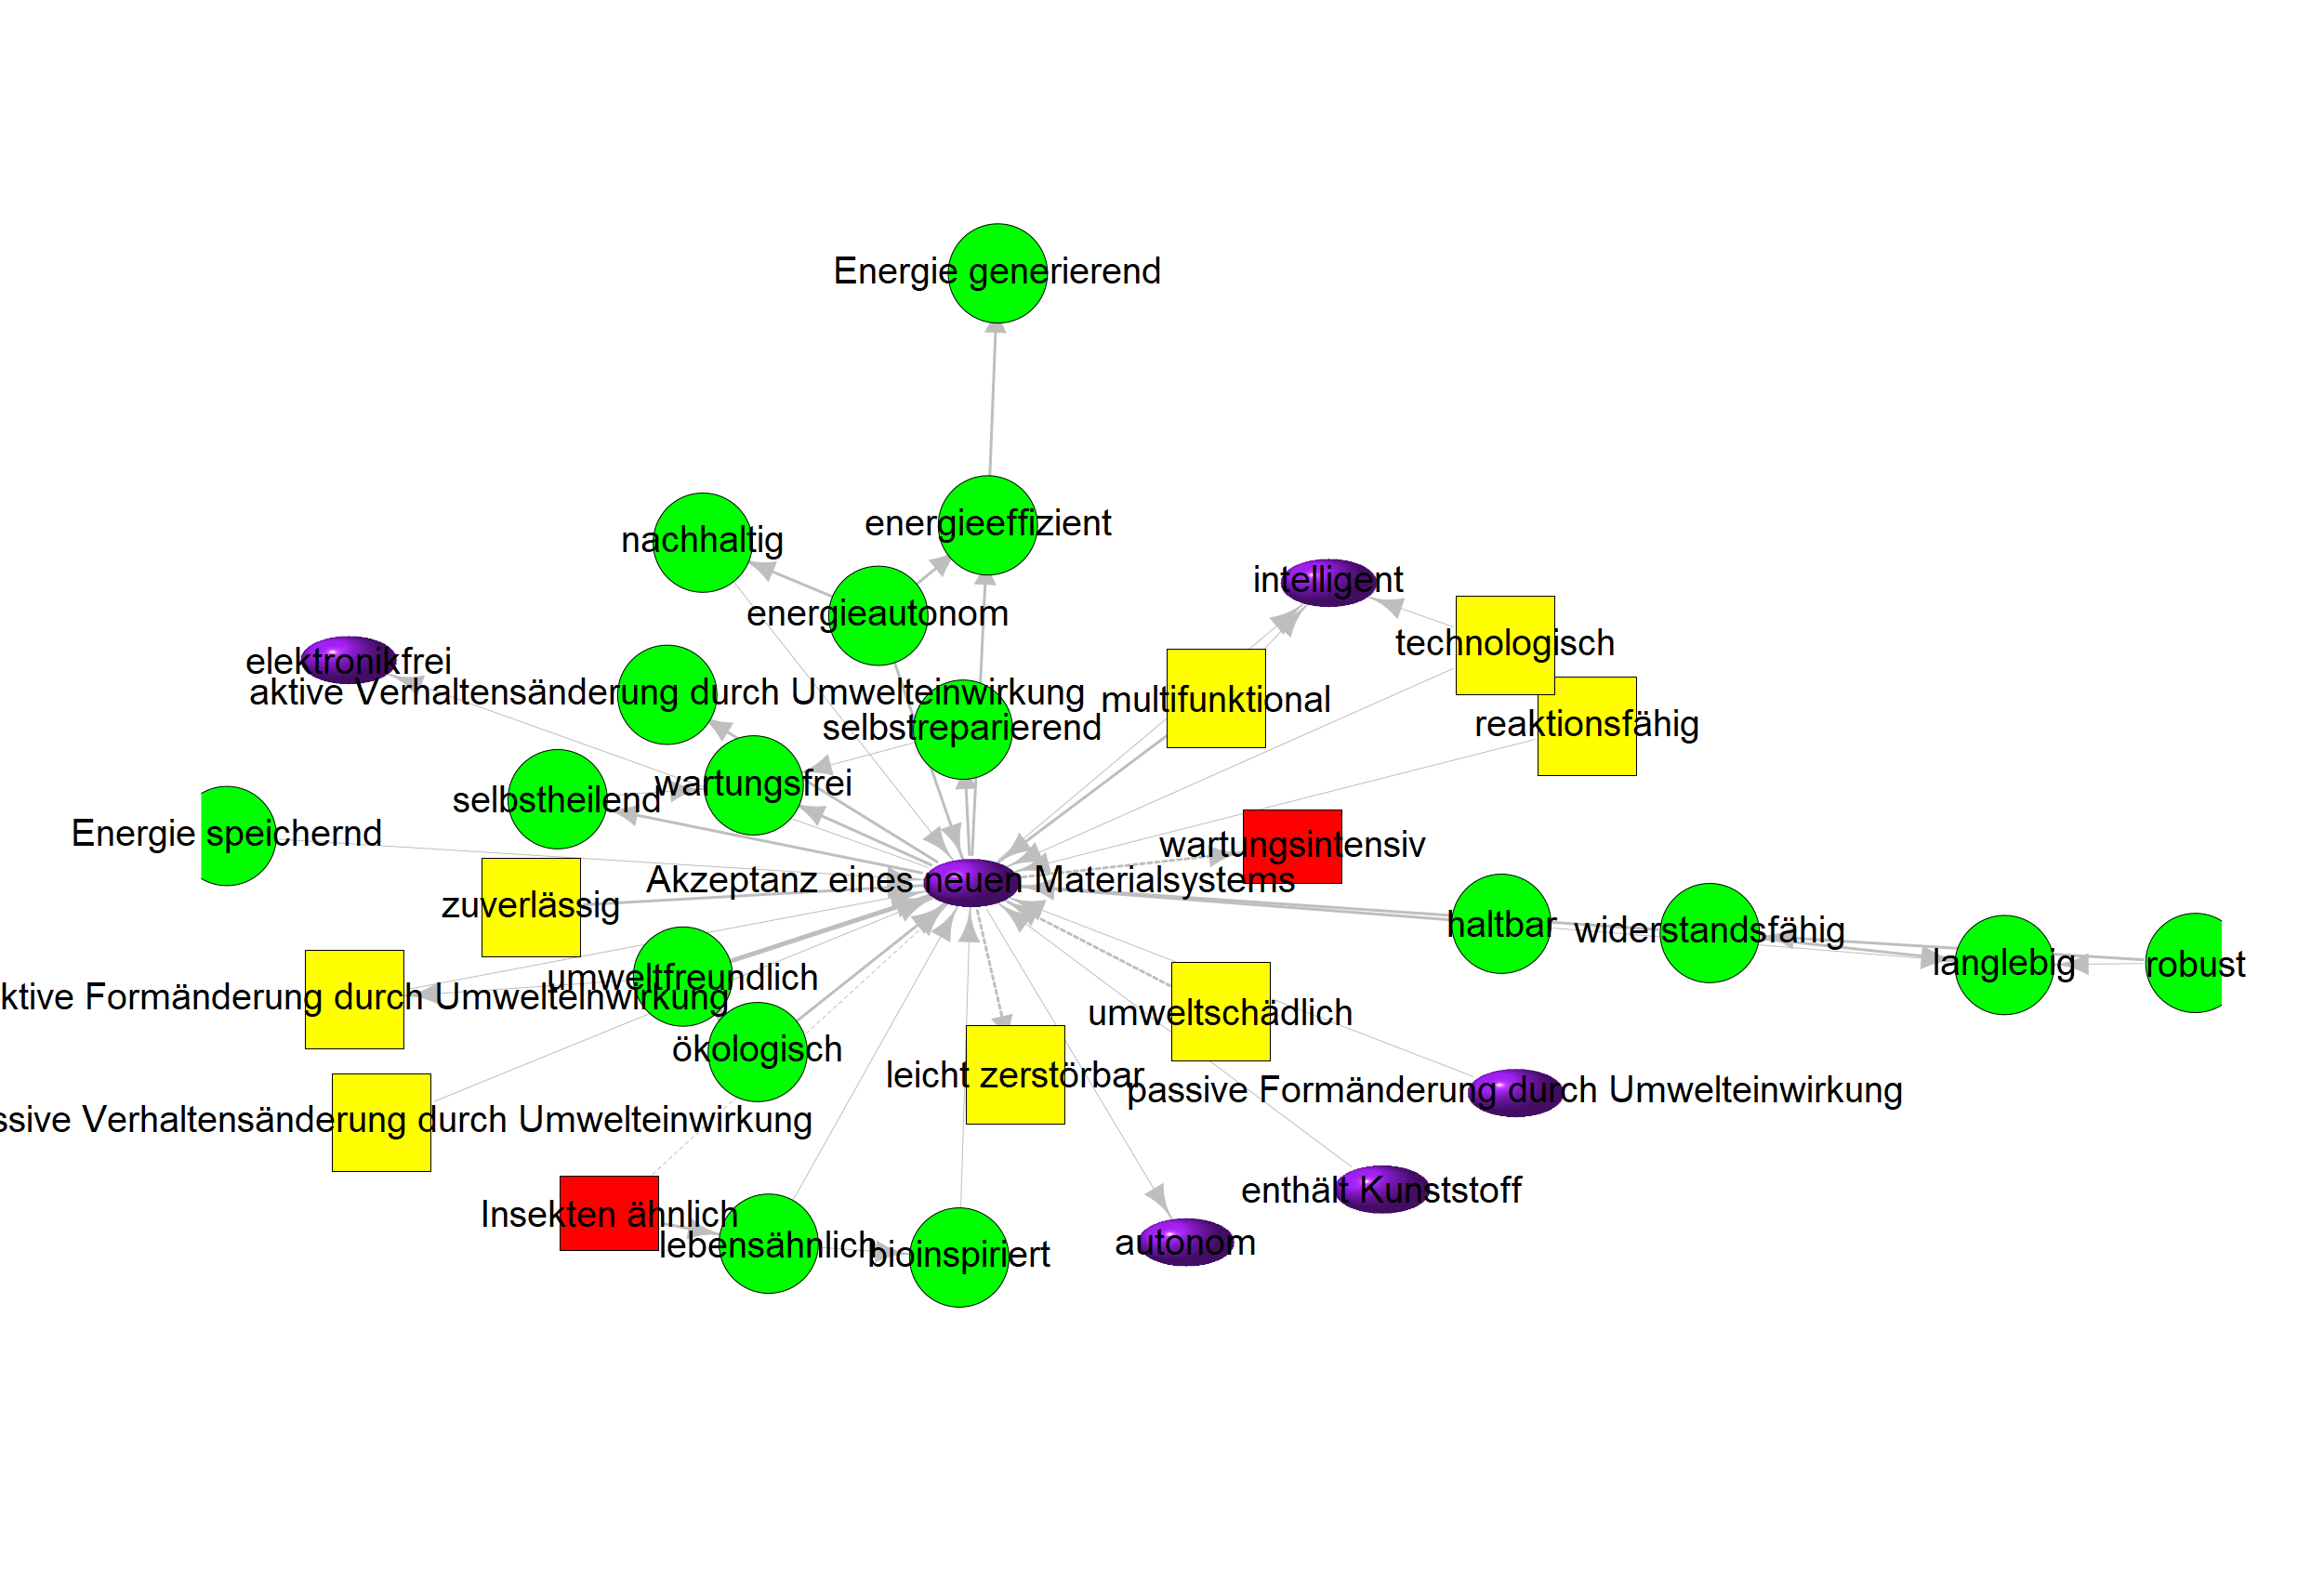 Energie generierend
energieeffizient
nachhaltig
intelligent
energieautonom
technologisch
elektronikfrei
aktive Verhaltensänderung durch Umwelteinwirkung
multifunktional
selbstreparierend
reaktionsfähig
wartungsfrei
selbstheilend
Energie speichernd
wartungsintensiv
Akzeptanz eines neuen Materialsystems
zuverlässig
haltbar
widerstandsfähig
langlebig
robust
umweltfreundlich
ktive Formänderung durch Umwelteinwirkung
umweltschädlich
ökologisch
leicht zerstörbar
passive Formänderung durch Umwelteinwirkung
ssive Verhaltensänderung durch Umwelteinwirkung
enthält Kunststoff
Insekten ähnlich
lebensähnlich
bioinspiriert
autonom